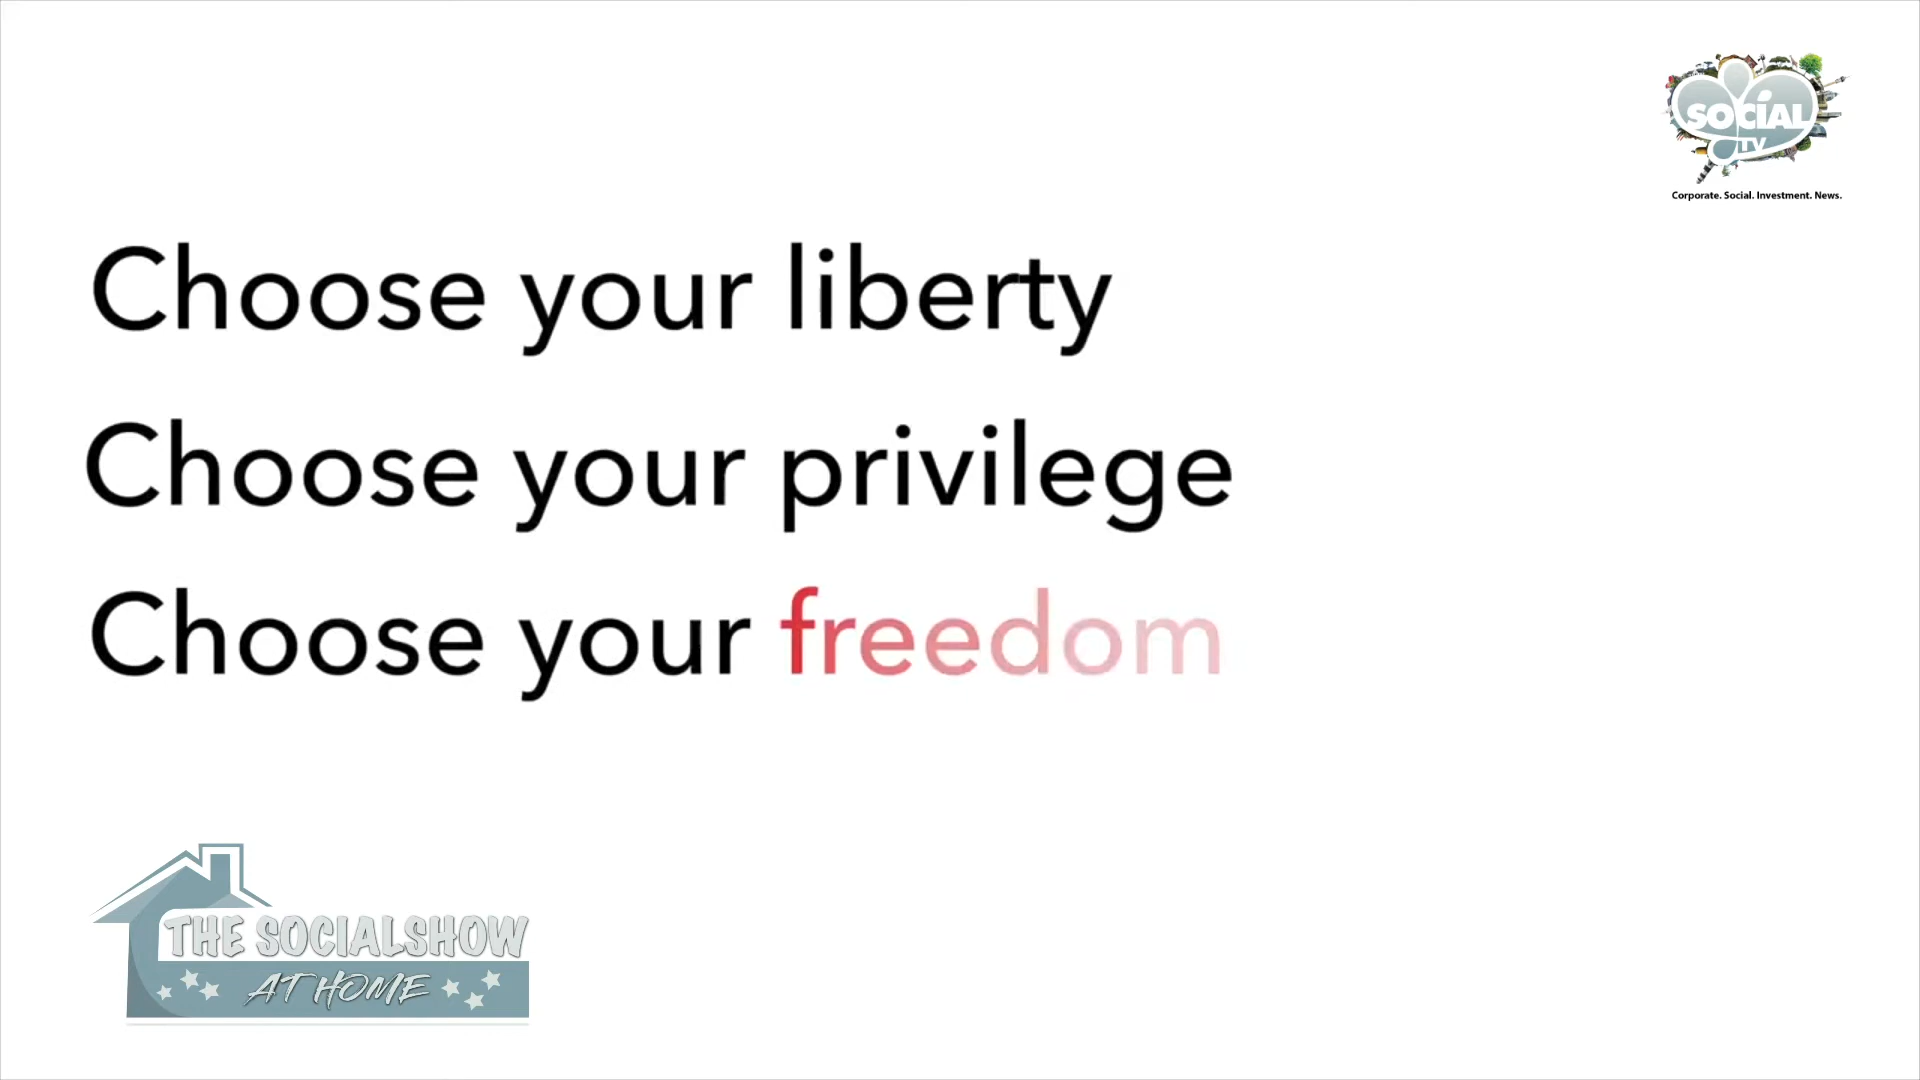 SOCIAL
TV
Corporate. Social. Investment. News.
Choose your liberty
Choose your privilege
Choose your freedom
THE SOCIALSHOW
AT HOME